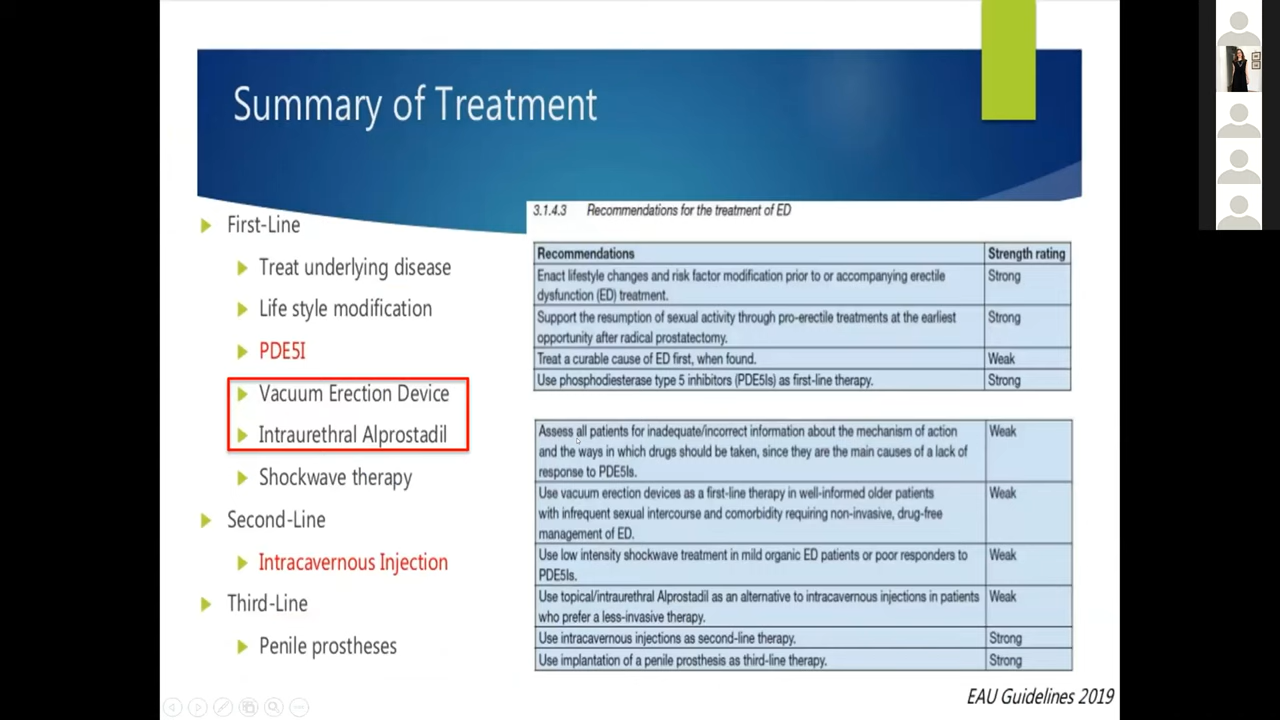 Summary of Treatment
First-Line
Treat underlying disease
Life style modification
PDE5I
Vacuum Erection Device
Intraurethral Alprostadil
Shockwave therapy
Second-Line
Intracavernous Injection
Third-Line
Penile prostheses
3.1.4.3 Recommendations for the treatment of ED
Recommendations Strength rating
Enact lifestyle changes and risk factor modification prior to or accompanying erectile Strong
dysfunction (ED) treatment.
Support the resumption of sexual activity through pro-erectile treatments at the earliest Strong
opportunity after radical prostatectomy.
Treat a curable cause of ED first, when found. Weak
Use phosphodiesterase type 5 inhibitors (PDE5Is) as first-line therapy. Strong
Assess all patients for inadequate/incorrect information about the mechanism of action Weak
and the ways in which drugs should be taken, since they are the main causes of a lack of
response to PDE5Is.
Use vacuum erection devices as a first-line therapy in well-informed older patients Weak
with infrequent sexual intercourse and comorbidity requiring non-invasive, drug-free
management of ED.
Use low intensity shockwave treatment in mild organic ED patients or poor responders to Weak
PDE5Is.
Use topical/intraurethral Alprostadil as an alternative to intracavernous injections in patients Weak
who prefer a less-invasive therapy.
Use intracavernous injections as second-line therapy. Strong
Use implantation of a penile prosthesis as third-line therapy. Strong
EAU Guidelines 2019